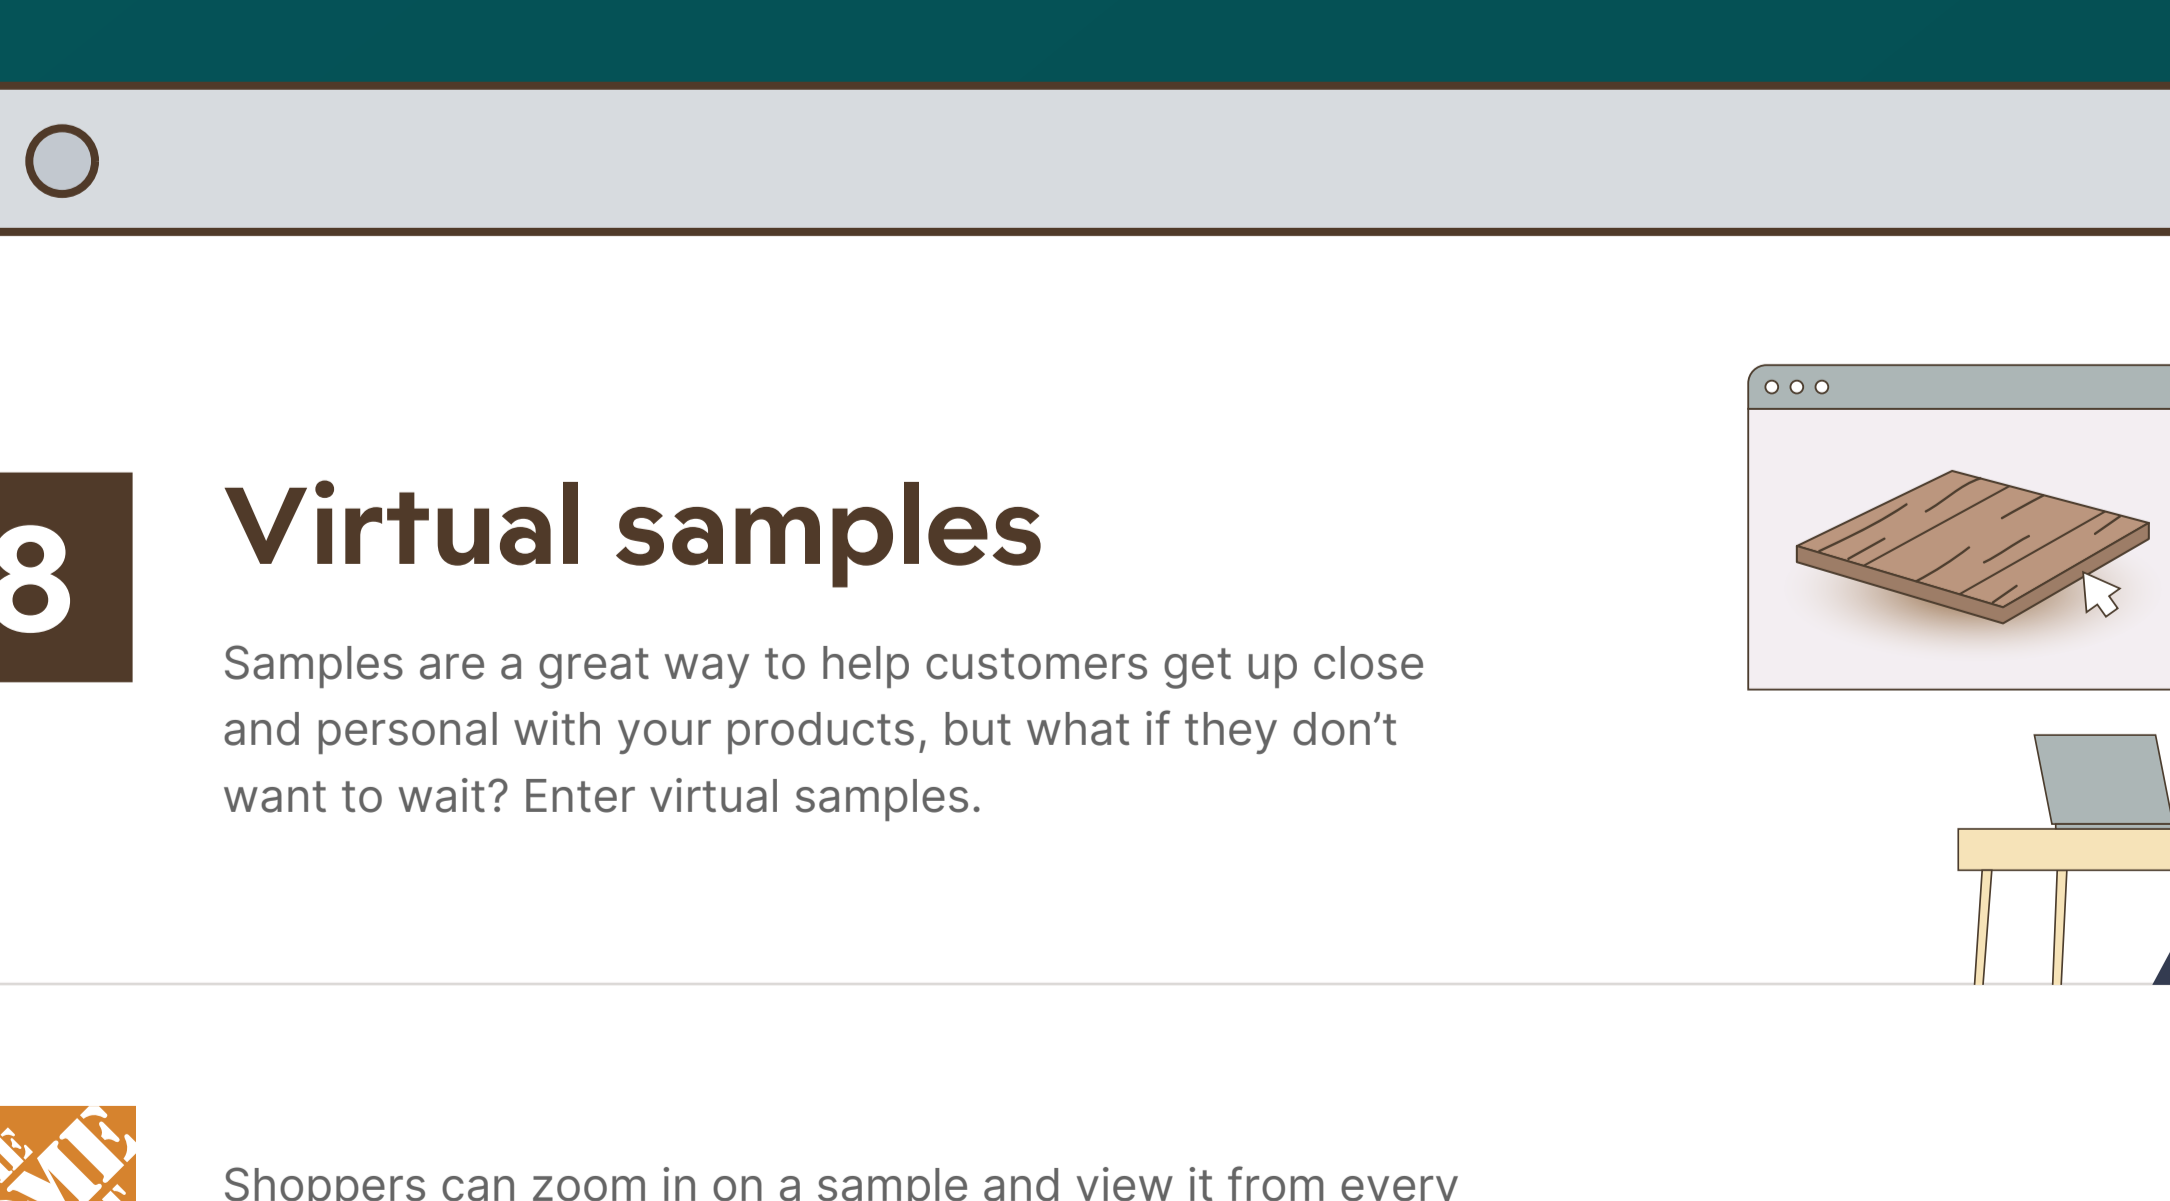 8
Virtual samples
Samples are a great way to help customers get up close
and personal with your products, but what if they don’t
want to wait? Enter virtual samples.
Shoppers can zoom in on a sample and view it from every